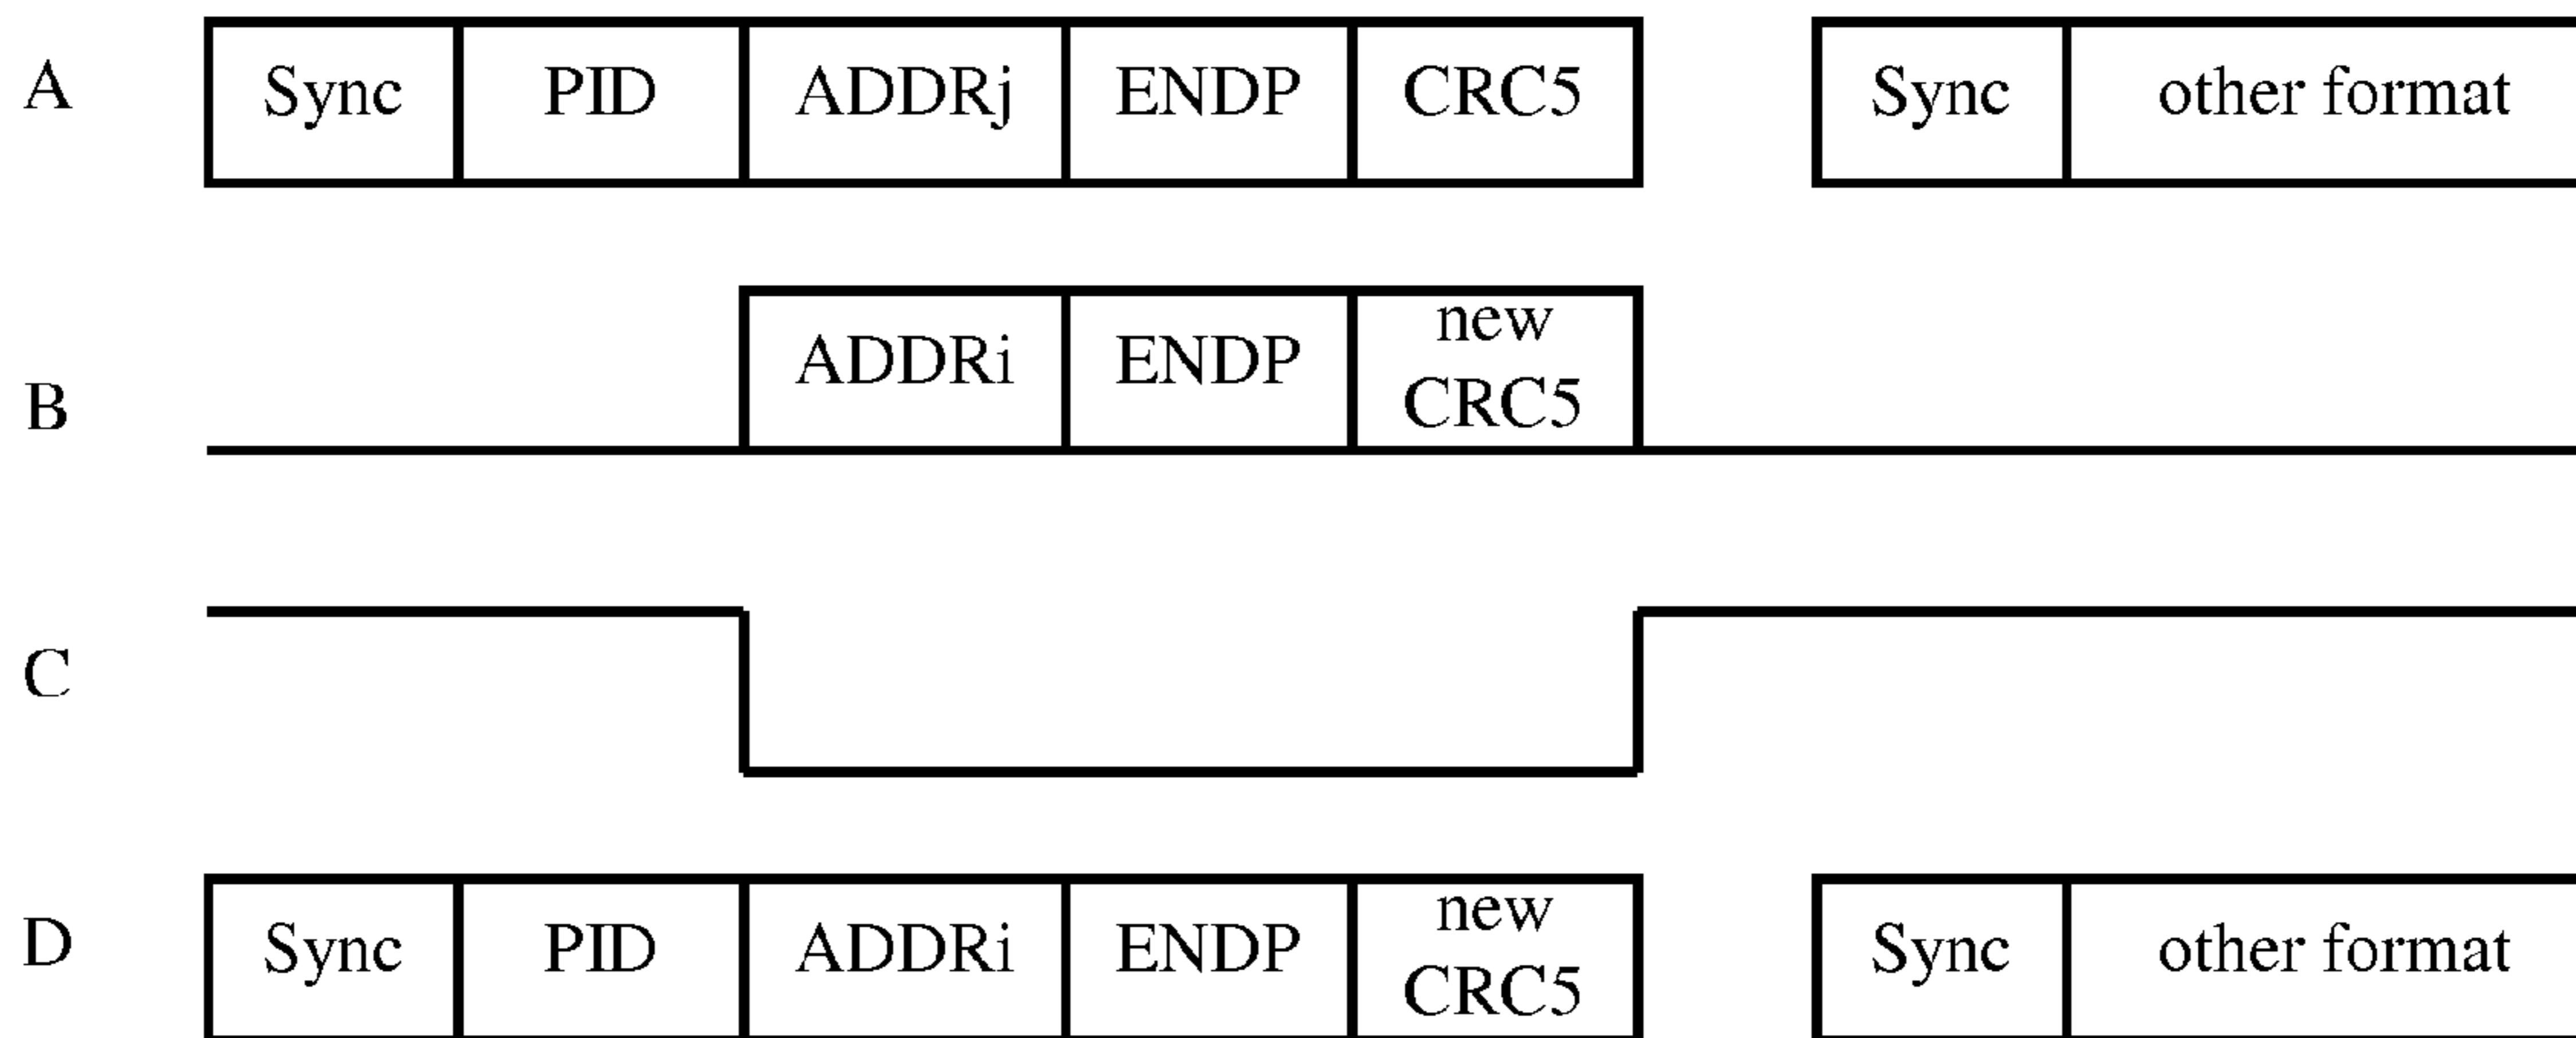 A Sync PID ADDRj ENDP CRC5 Sync other format
B ADDRi ENDP new
CRC5
C
D Sync PID ADDRi ENDP new
CRC5 Sync other format